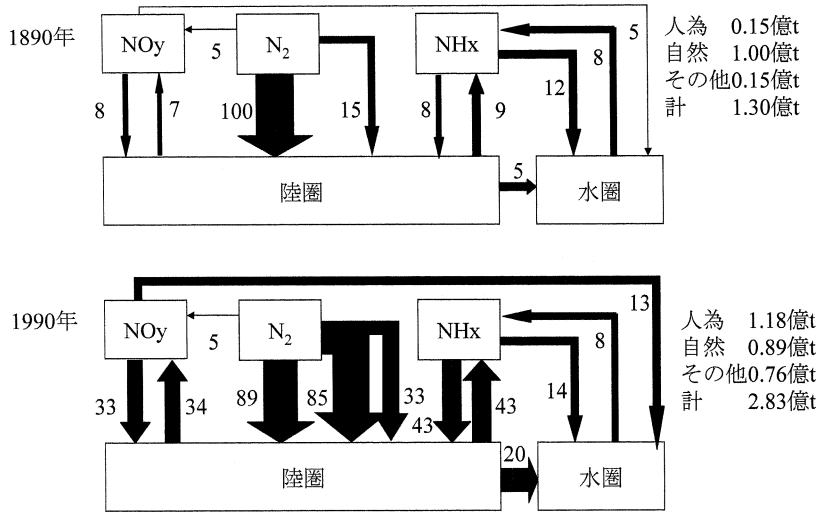 1890年
NOy
N2
NHx
5
5
8
7
100
15
8
9
12
8
5
陸圏
水圏
人為 0.15億t
自然 1.00億t
その他0.15億t
計 1.30億t
1990年
NOy
N2
NHx
5
13
8
33
34
89
85
33
43
43
14
20
陸圏
水圏
人為 1.18億t
自然 0.89億t
その他0.76億t
計 2.83億t